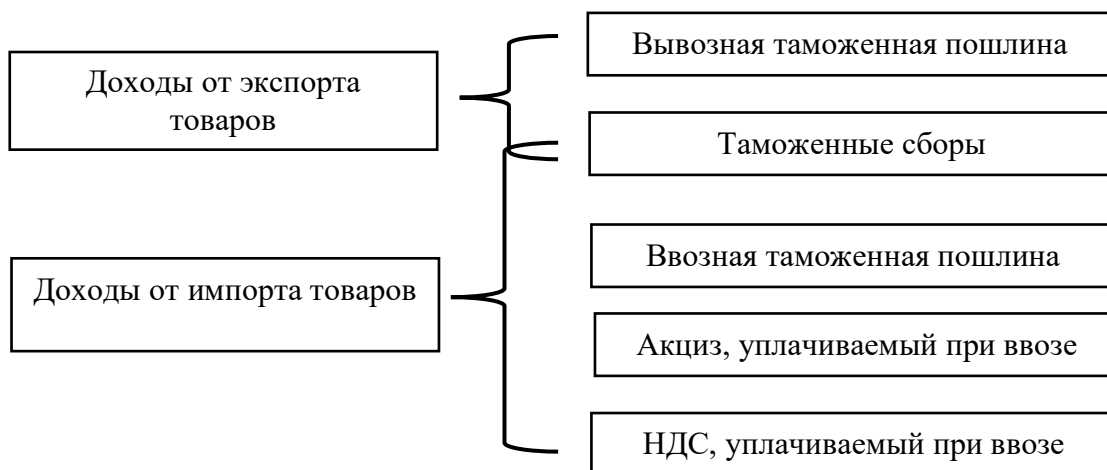 Доходы от экспорта
товаров
Доходы от импорта товаров
Вывозная таможенная пошлина
Таможенные сборы
Ввозная таможенная пошлина
Акциз, уплачиваемый при ввозе
НДС, уплачиваемый при ввозе